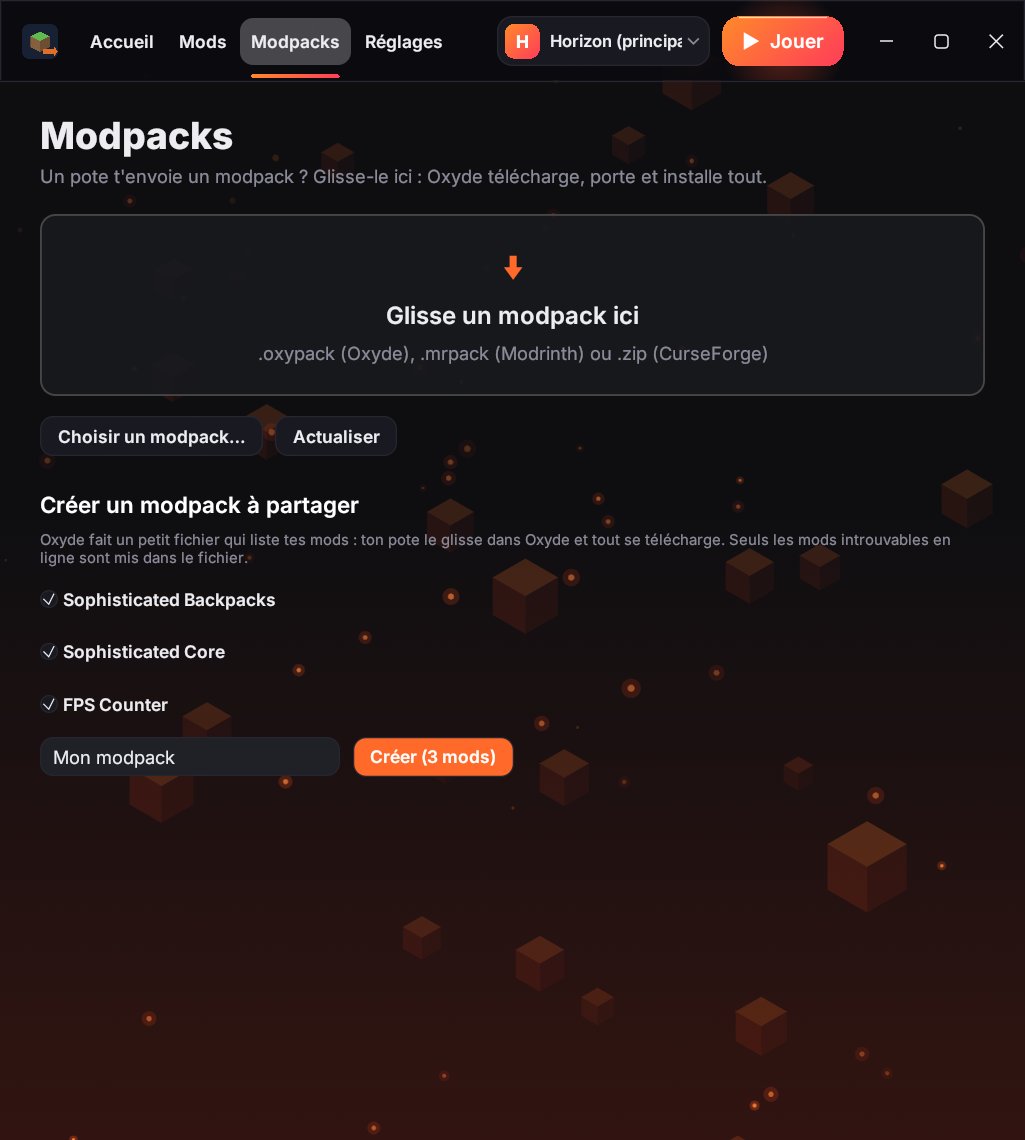 Accueil Mods Modpacks Réglages H Horizon (principa Jouer
Modpacks
Un pote t'envoie un modpack ? Glisse-le ici : Oxyde télécharge, porte et installe tout.
Glisse un modpack ici
.oxypack (Oxyde), .mrpack (Modrinth) ou .zip (CurseForge)
Choisir un modpack... Actualiser
Créer un modpack à partager
Oxyde fait un petit fichier qui liste tes mods : ton pote le glisse dans Oxyde et tout se télécharge. Seuls les mods introuvables en
ligne sont mis dans le fichier.
Sophisticated Backpacks
Sophisticated Core
FPS Counter
Mon modpack Créer (3 mods)